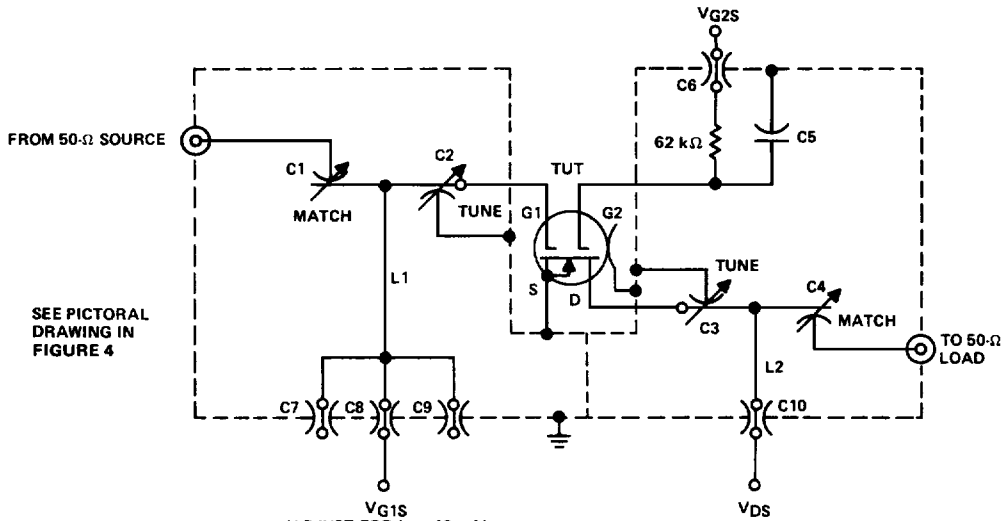 VG2S
C6
62 kΩ
C5
FROM 50-Ω SOURCE
C1
MATCH
C2
TUNE
TUT
G1
G2
S
D
TUNE
C3
C4
MATCH
TO 50-Ω
LOAD
L1
L2
SEE PICTORAL
DRAWING IN
FIGURE 4
C7
C8
C9
C10
VG1S
VDS